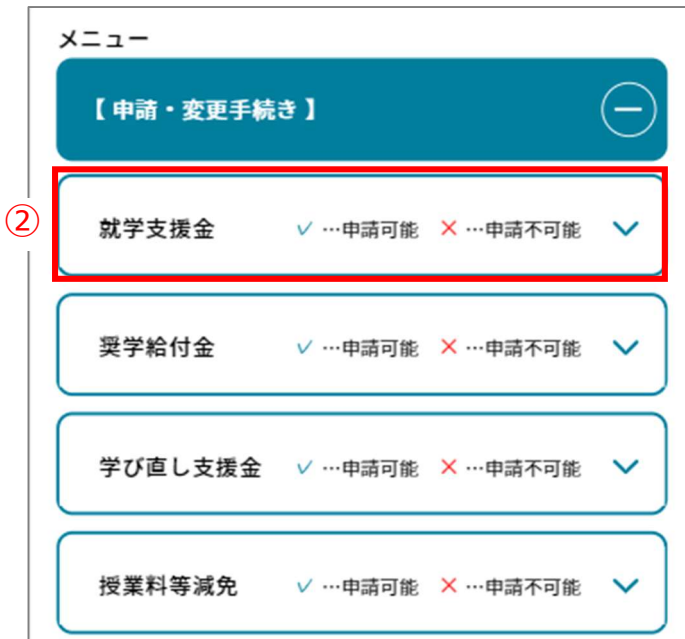 メニュー
【 申請・変更手続き 】
②
就学支援金 ✓ …申請可能 × …申請不可能
奨学給付金 ✓ …申請可能 × …申請不可能
学び直し支援金 ✓ …申請可能 × …申請不可能
授業料等減免 ✓ …申請可能 × …申請不可能